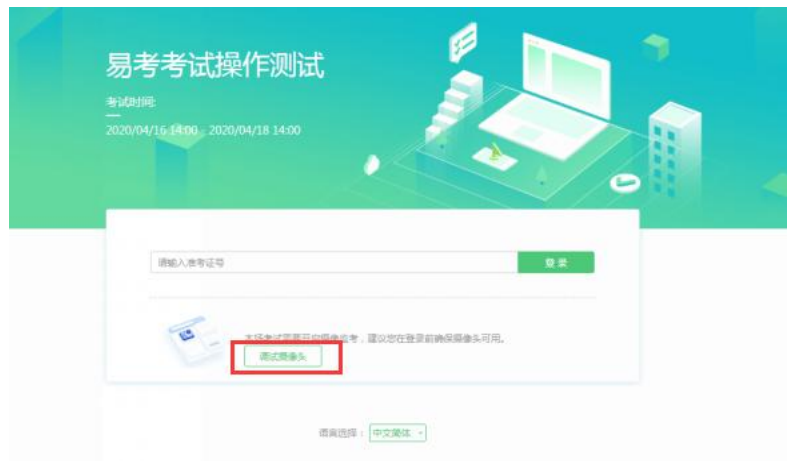 易考考试操作测试
考试时间:
2020/04/16 14:00 - 2020/04/18 14:00
请输入准考证号
登录
本场考试需要开启摄像监考，建议您在登录前确保摄像头可用。
调试摄像头
语言选择： 中文简体